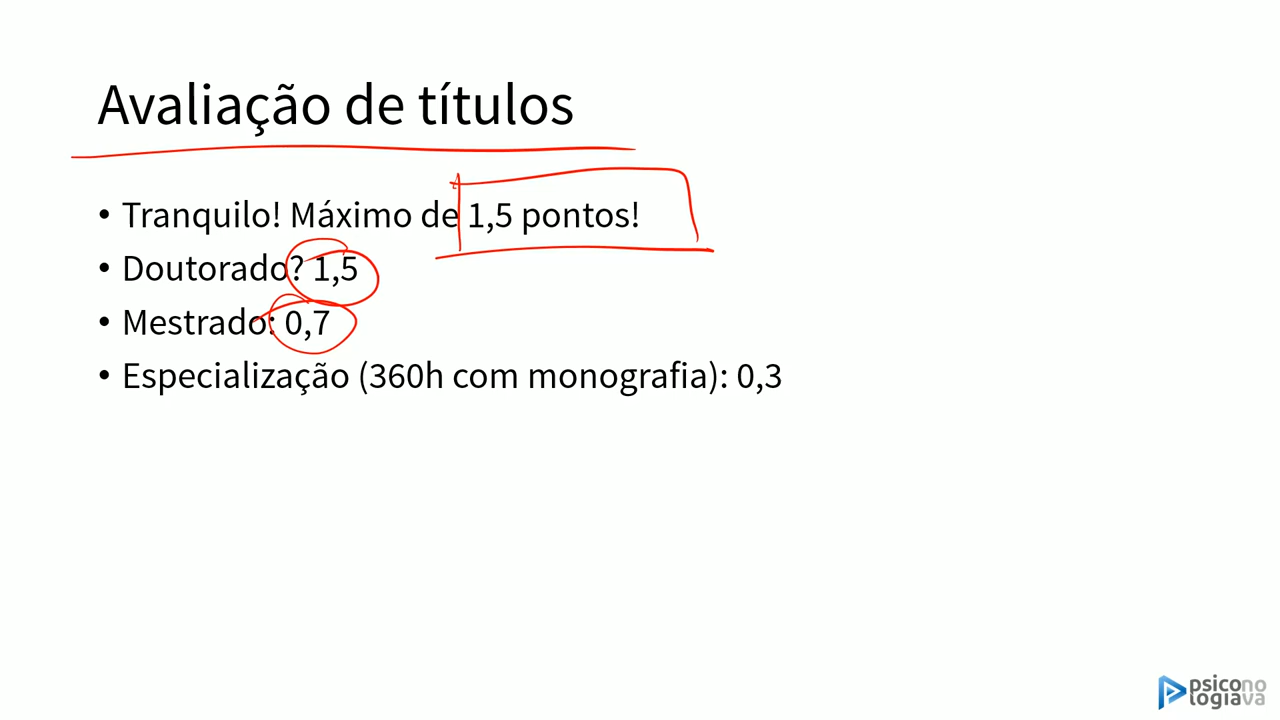 Avaliação de títulos
• Tranquilo! Máximo de 1,5 pontos!
• Doutorado? 1,5
• Mestrado: 0,7
• Especialização (360h com monografia): 0,3
psicono
logiava